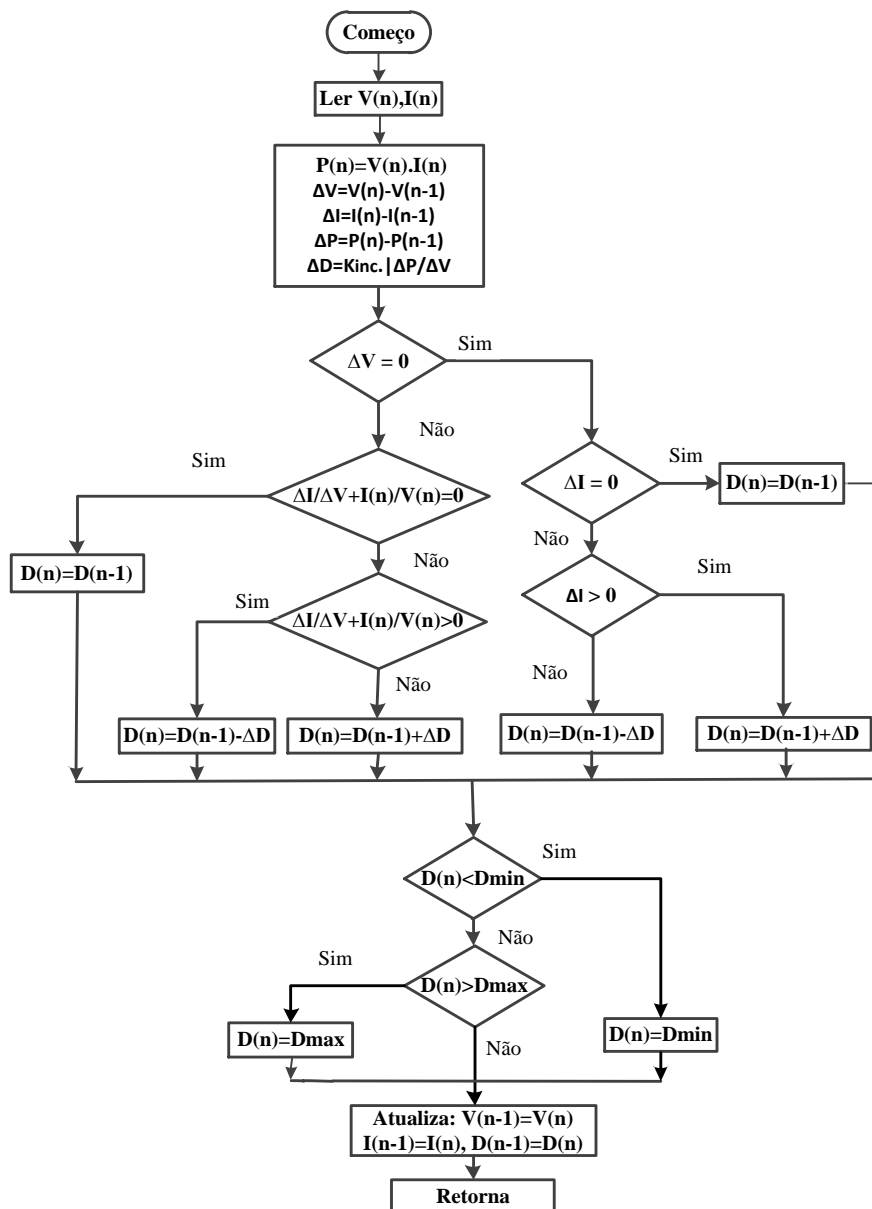 Começo
Ler V(n),I(n)
P(n)=V(n).I(n)
ΔV=V(n)-V(n-1)
ΔI=I(n)-I(n-1)
ΔP=P(n)-P(n-1)
ΔD=Kinc.|ΔP/ΔV
Sim
ΔV = 0
Não
Sim
Sim
ΔI/ΔV+I(n)/V(n)=0
ΔI = 0
D(n)=D(n-1)
Não
Não
D(n)=D(n-1)
Sim
Sim
ΔI/ΔV+I(n)/V(n)>0
ΔI > 0
Não
Não
D(n)=D(n-1)-ΔD
D(n)=D(n-1)+ΔD
D(n)=D(n-1)-ΔD
D(n)=D(n-1)+ΔD
Sim
D(n)<Dmin
Não
Sim
D(n)>Dmax
D(n)=Dmax
D(n)=Dmin
Não
Atualiza: V(n-1)=V(n)
I(n-1)=I(n), D(n-1)=D(n)
Retorna